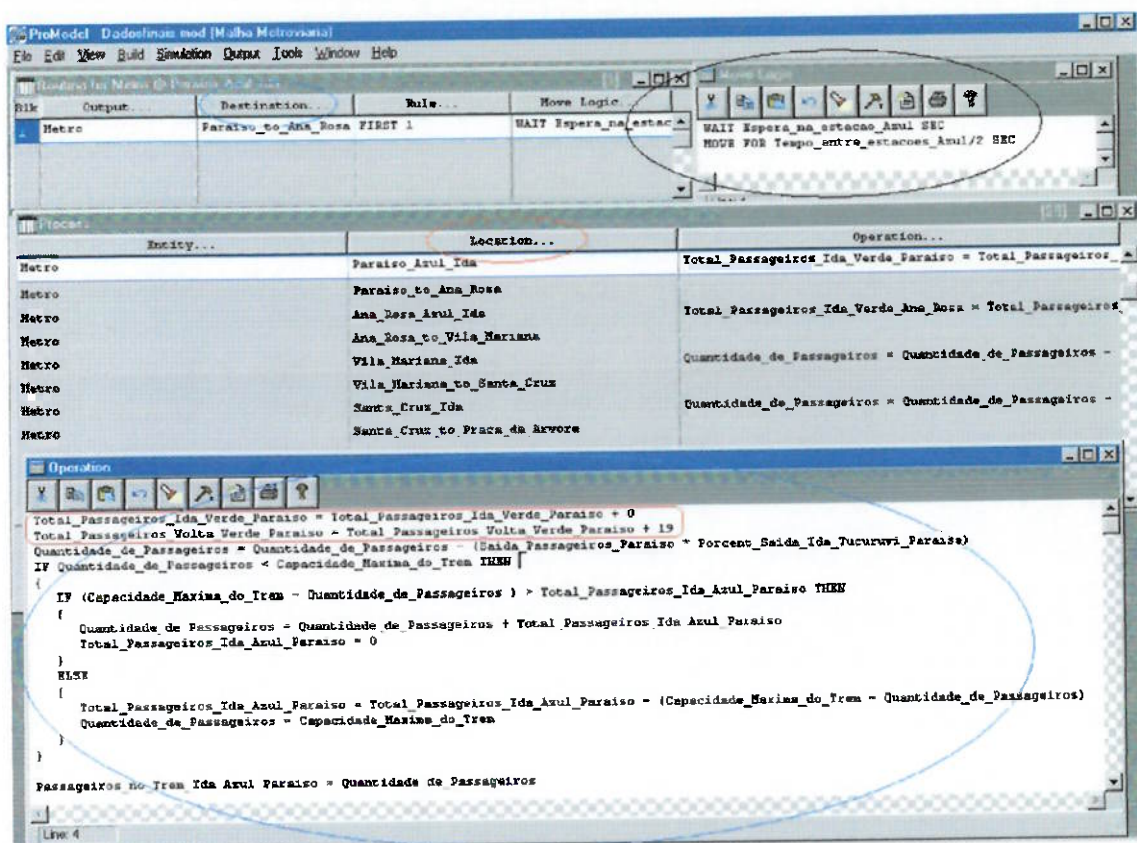 ProModel - Dadosfinais.mod (Malha Metroviaria)
File Edit View Build Simulation Output Tools Window Help
Routing for Metro @ Paraiso_Azul_Ida [1]
Blk Output... Destination... Rule... Move Logic...
Metro Paraiso_to_Ana_Rosa FIRST 1 WAIT Espera_na_estac
Move Logic
WAIT Espera_na_estacao_Azul SEC
MOVE FOR Tempo_entre_estacoes_Azul/2 SEC
Process
Entity... Location... Operation...
Metro Paraiso_Azul_Ida Total_Passageiros_Ida_Verde_Paraiso = Total_Passageiros_
Metro Paraiso_to_Ana_Rosa
Metro Ana_Rosa_Azul_Ida Total_Passageiros_Ida_Verde_Ana_Rosa = Total_Passageiros_
Metro Ana_Rosa_to_Vila_Mariana
Metro Vila_Mariana_Ida Quantidade_de_Passageiros = Quantidade_de_Passageiros -
Metro Vila_Mariana_to_Santa_Cruz
Metro Santa_Cruz_Ida Quantidade_de_Passageiros = Quantidade_de_Passageiros -
Metro Santa_Cruz_to_Praca_da_Arvore
Operation
Total_Passageiros_Ida_Verde_Paraiso = Total_Passageiros_Ida_Verde_Paraiso + 0
Total_Passageiros_Volta_Verde_Paraiso = Total_Passageiros_Volta_Verde_Paraiso + 19
Quantidade_de_Passageiros = Quantidade_de_Passageiros - (Saida_Passageiros_Paraiso * Porcent_Saida_Ida_Tucuruvi_Paraiso)
IF Quantidade_de_Passageiros < Capacidade_Maxima_do_Trem THEN
{
IF (Capacidade_Maxima_do_Trem - Quantidade_de_Passageiros ) > Total_Passageiros_Ida_Azul_Paraiso THEN
{
Quantidade_de_Passageiros = Quantidade_de_Passageiros + Total_Passageiros_Ida_Azul_Paraiso
Total_Passageiros_Ida_Azul_Paraiso = 0
}
ELSE
{
Total_Passageiros_Ida_Azul_Paraiso = Total_Passageiros_Ida_Azul_Paraiso - (Capacidade_Maxima_do_Trem - Quantidade_de_Passageiros)
Quantidade_de_Passageiros = Capacidade_Maxima_do_Trem
}
}
Passageiros_no_Trem_Ida_Azul_Paraiso = Quantidade_de_Passageiros
Line: 4